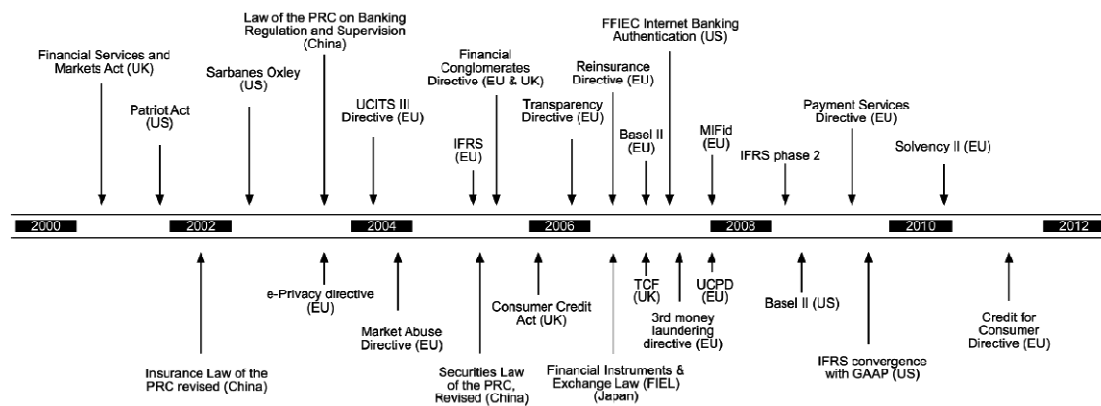 Financial Services and
Markets Act (UK)
Patriot Act
(US)
Sarbanes Oxley
(US)
Law of the PRC on Banking
Regulation and Supervision
(China)
UCITS III
Directive (EU)
IFRS
(EU)
Financial
Conglomerates
Directive (EU & UK)
Transparency
Directive (EU)
Reinsurance
Directive (EU)
Basel II
(EU)
FFIEC Internet Banking
Authentication (US)
MIFid
(EU)
IFRS phase 2
Payment Services
Directive (EU)
Solvency II (EU)
2000
2002
2004
2006
2008
2010
2012
Insurance Law of the
PRC revised (China)
e-Privacy directive
(EU)
Market Abuse
Directive (EU)
Securities Law
of the PRC,
Revised (China)
Consumer Credit
Act (UK)
Financial Instruments &
Exchange Law (FIEL)
(Japan)
TCF
(UK)
3rd money
laundering
directive (EU)
UCPD
(EU)
Basel II (US)
IFRS convergence
with GAAP (US)
Credit for
Consumer
Directive (EU)